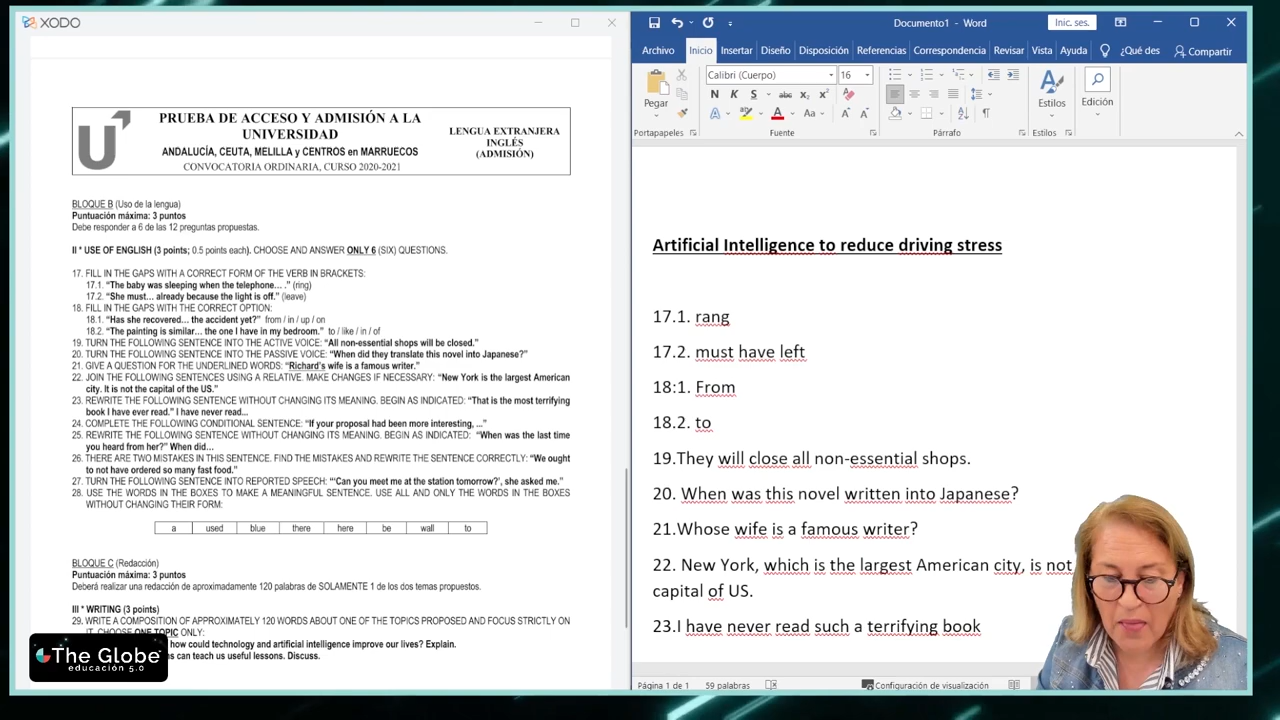 XODO
PRUEBA DE ACCESO Y ADMISIÓN A LA
UNIVERSIDAD
ANDALUCÍA, CEUTA, MELILLA y CENTROS en MARRUECOS
CONVOCATORIA ORDINARIA, CURSO 2020-2021
LENGUA EXTRANJERA
INGLÉS
(ADMISIÓN)
BLOQUE B (Uso de la lengua)
Puntuación máxima: 3 puntos
Debe responder a 6 de las 12 preguntas propuestas.
II * USE OF ENGLISH (3 points; 0.5 points each). CHOOSE AND ANSWER ONLY 6 (SIX) QUESTIONS.
17. FILL IN THE GAPS WITH A CORRECT FORM OF THE VERB IN BRACKETS:
17.1. “The baby was sleeping when the telephone… .” (ring)
17.2. “She must… already because the light is off.” (leave)
18. FILL IN THE GAPS WITH THE CORRECT OPTION:
18.1. “Has she recovered… the accident yet?” from / in / up / on
18.2. “The painting is similar… the one I have in my bedroom.” to / like / in / of
19. TURN THE FOLLOWING SENTENCE INTO THE ACTIVE VOICE: “All non-essential shops will be closed.”
20. TURN THE FOLLOWING SENTENCE INTO THE PASSIVE VOICE: “When did they translate this novel into Japanese?”
21. GIVE A QUESTION FOR THE UNDERLINED WORDS: “Richard’s wife is a famous writer.”
22. JOIN THE FOLLOWING SENTENCES USING A RELATIVE. MAKE CHANGES IF NECESSARY: “New York is the largest American
city. It is not the capital of the US.”
23. REWRITE THE FOLLOWING SENTENCE WITHOUT CHANGING ITS MEANING. BEGIN AS INDICATED: “That is the most terrifying
book I have ever read.” I have never read...
24. COMPLETE THE FOLLOWING CONDITIONAL SENTENCE: “If your proposal had been more interesting, ...”
25. REWRITE THE FOLLOWING SENTENCE WITHOUT CHANGING ITS MEANING. BEGIN AS INDICATED: “When was the last time
you heard from her?” When did...
26. THERE ARE TWO MISTAKES IN THIS SENTENCE. FIND THE MISTAKES AND REWRITE THE SENTENCE CORRECTLY: “We ought
to not have ordered so many fast food.”
27. TURN THE FOLLOWING SENTENCE INTO REPORTED SPEECH: “‘Can you meet me at the station tomorrow?’, she asked me.”
28. USE THE WORDS IN THE BOXES TO MAKE A MEANINGFUL SENTENCE. USE ALL AND ONLY THE WORDS IN THE BOXES
WITHOUT CHANGING THEIR FORM:
a used blue there here be wall to
BLOQUE C (Redacción)
Puntuación máxima: 3 puntos
Deberá realizar una redacción de aproximadamente 120 palabras de SOLAMENTE 1 de los dos temas propuestos.
III * WRITING (3 points)
29. WRITE A COMPOSITION OF APPROXIMATELY 120 WORDS ABOUT ONE OF THE TOPICS PROPOSED AND FOCUS STRICTLY ON
IT. CHOOSE ONE TOPIC ONLY:
how could technology and artificial intelligence improve our lives? Explain.
can teach us useful lessons. Discuss.
The Globe
educación 5.0
Documento1 - Word
Inic. ses.
Archivo Inicio Insertar Diseño Disposición Referencias Correspondencia Revisar Vista Ayuda ¿Qué des Compartir
Calibri (Cuerpo) 16
Pegar
N K S abc x₂ x²
A A Aa A A
Estilos
Edición
Portapapeles Fuente Párrafo Estilos
Artificial Intelligence to reduce driving stress
17.1. rang
17.2. must have left
18:1. From
18.2. to
19.They will close all non-essential shops.
20. When was this novel written into Japanese?
21.Whose wife is a famous writer?
22. New York, which is the largest American city, is not
capital of US.
23.I have never read such a terrifying book
Página 1 de 1 59 palabras Configuración de visualización